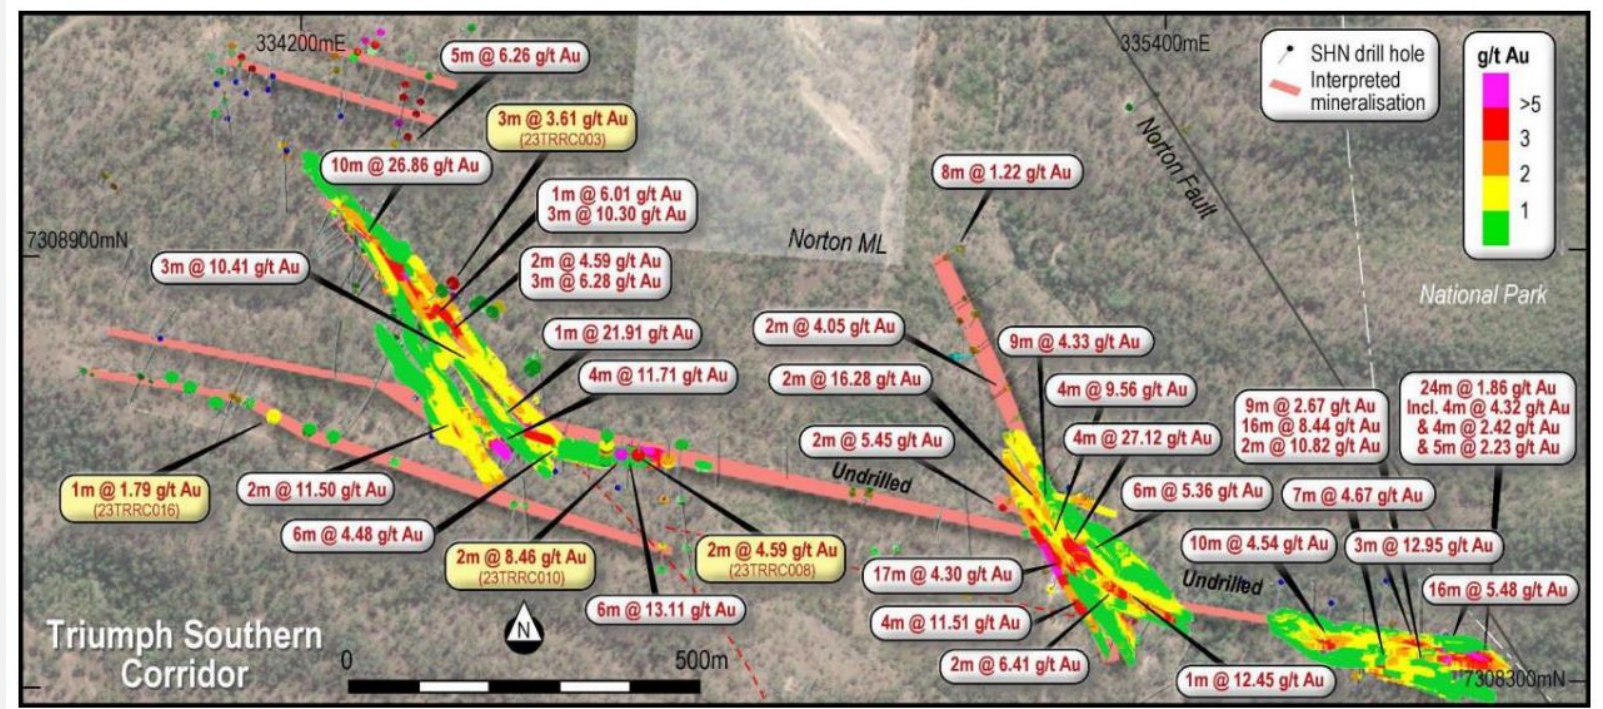 334200mE
335400mE
5m @ 6.26 g/t Au
SHN drill hole
Interpreted
mineralisation
g/t Au
>5
3
2
1
3m @ 3.61 g/t Au
(23TRRC003)
Norton Fault
10m @ 26.86 g/t Au
8m @ 1.22 g/t Au
1m @ 6.01 g/t Au
3m @ 10.30 g/t Au
7308900mN
Norton ML
3m @ 10.41 g/t Au
2m @ 4.59 g/t Au
3m @ 6.28 g/t Au
National Park
1m @ 21.91 g/t Au
2m @ 4.05 g/t Au
9m @ 4.33 g/t Au
4m @ 11.71 g/t Au
2m @ 16.28 g/t Au
4m @ 9.56 g/t Au
9m @ 2.67 g/t Au
16m @ 8.44 g/t Au
2m @ 10.82 g/t Au
24m @ 1.86 g/t Au
Incl. 4m @ 4.32 g/t Au
& 4m @ 2.42 g/t Au
& 5m @ 2.23 g/t Au
2m @ 5.45 g/t Au
4m @ 27.12 g/t Au
Undrilled
1m @ 1.79 g/t Au
(23TRRC016)
2m @ 11.50 g/t Au
6m @ 5.36 g/t Au
7m @ 4.67 g/t Au
6m @ 4.48 g/t Au
2m @ 8.46 g/t Au
(23TRRC010)
2m @ 4.59 g/t Au
(23TRRC008)
10m @ 4.54 g/t Au
3m @ 12.95 g/t Au
17m @ 4.30 g/t Au
Undrilled
16m @ 5.48 g/t Au
6m @ 13.11 g/t Au
4m @ 11.51 g/t Au
N
Triumph Southern
Corridor
0
500m
2m @ 6.41 g/t Au
1m @ 12.45 g/t Au
7308300mN